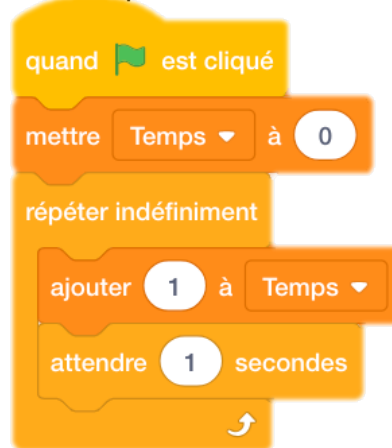 quand est cliqué
mettre Temps à 0
répéter indéfiniment
ajouter 1 à Temps
attendre 1 secondes